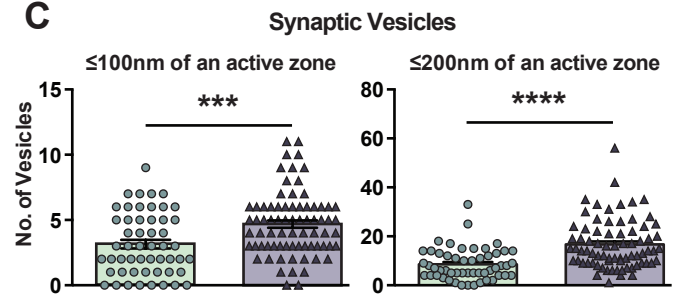 C
Synaptic Vesicles
≤100nm of an active zone
≤200nm of an active zone
No. of Vesicles
15
10
5
0
***
80
60
40
20
0
****